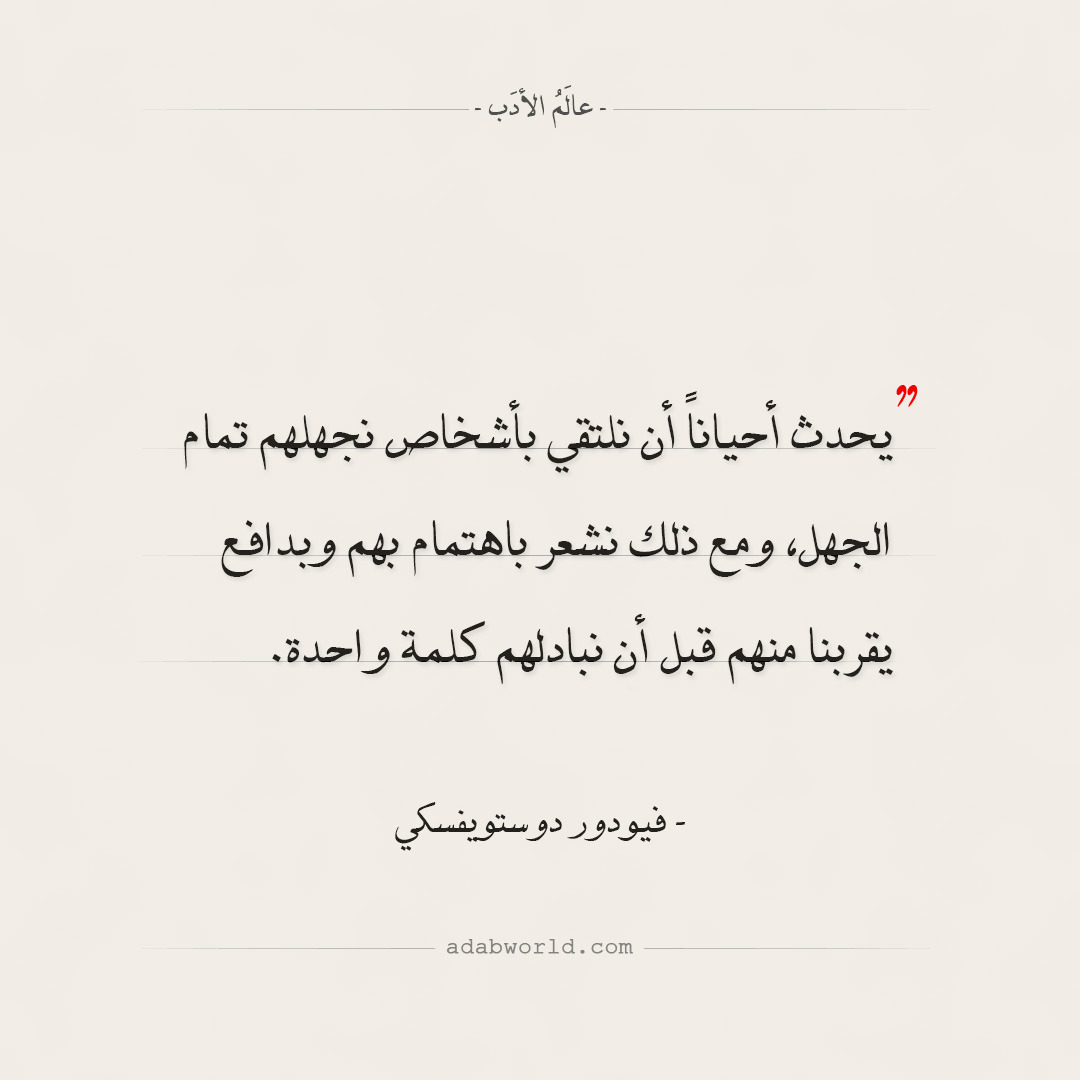 - عالَمُ الأدَب -
”
يحدث أحياناً أن نلتقي بأشخاص نجهلهم تمام
الجهل، ومع ذلك نشعر باهتمام بهم وبدافع
يقربنا منهم قبل أن نبادلهم كلمة واحدة.
- فيودور دوستويفسكي
adabworld.com